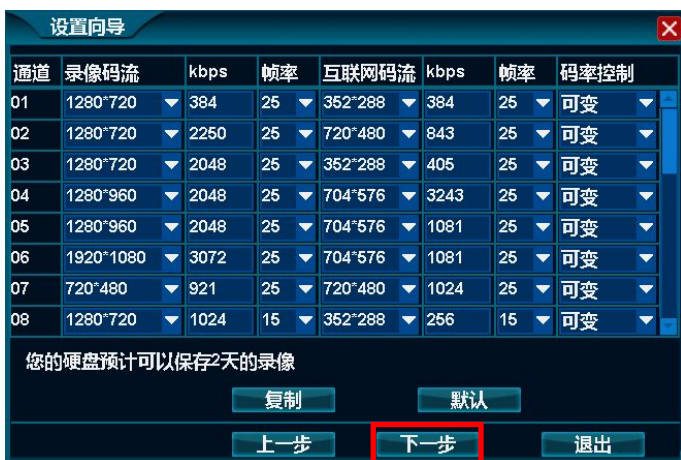 设置向导
通道 录像码流 kbps 帧率 互联网码流 kbps 帧率 码率控制
01 1280*720 384 25 352*288 384 25 可变
02 1280*720 2250 25 720*480 843 25 可变
03 1280*720 2048 25 352*288 405 25 可变
04 1280*960 2048 25 704*576 3243 25 可变
05 1280*960 2048 25 704*576 1081 25 可变
06 1920*1080 3072 25 704*576 1081 25 可变
07 720*480 921 25 720*480 1024 25 可变
08 1280*720 1024 15 352*288 256 15 可变
您的硬盘预计可以保存2天的录像
复制 默认
上一步 下一步 退出